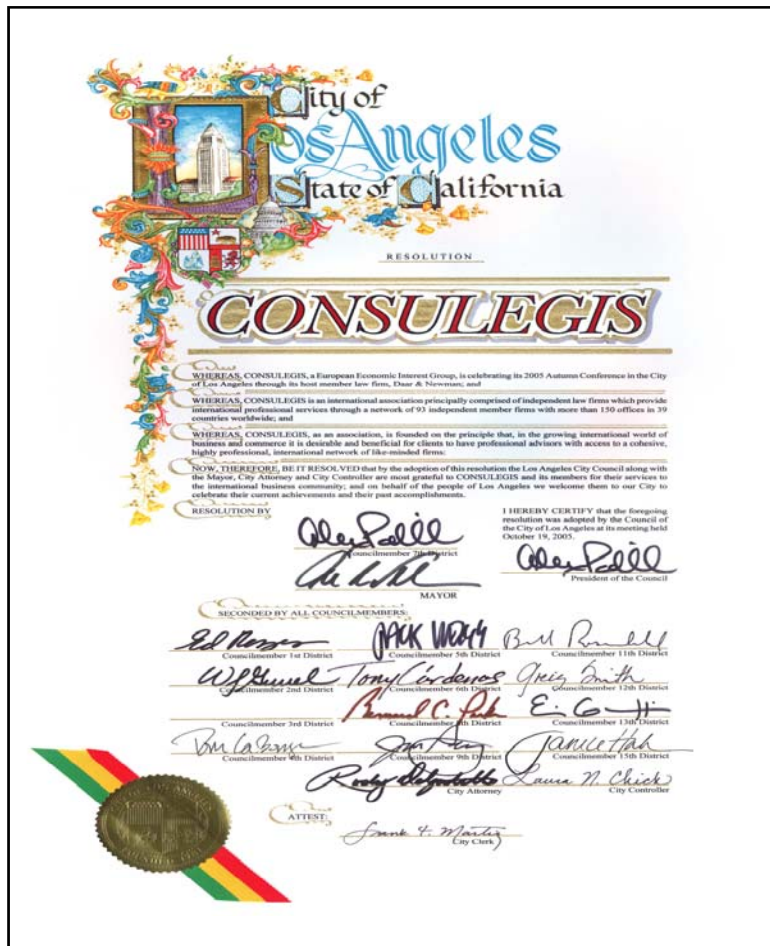 City of
Los Angeles
State of California
RESOLUTION
CONSULEGIS
WHEREAS, CONSULEGIS, a European Economic Interest Group, is celebrating its 2005 Autumn Conference in the City
of Los Angeles through its host member law firm, Daar & Newman; and
WHEREAS, CONSULEGIS is an international association principally comprised of independent law firms which provide
international professional services through a network of 93 independent member firms with more than 150 offices in 39
countries worldwide; and
WHEREAS, CONSULEGIS, as an association, is founded on the principle that, in the growing international world of
business and commerce it is desirable and beneficial for clients to have professional advisors with access to a cohesive,
highly professional, international network of like-minded firms:
NOW, THEREFORE, BE IT RESOLVED that by the adoption of this resolution the Los Angeles City Council along with
the Mayor, City Attorney and City Controller are most grateful to CONSULEGIS and its members for their services to
the international business community; and on behalf of the people of Los Angeles we welcome them to our City to
celebrate their current achievements and their past accomplishments.
RESOLUTION BY
Councilmember 7th District
MAYOR
I HEREBY CERTIFY that the foregoing
resolution was adopted by the Council of
the City of Los Angeles at its meeting held
October 19, 2005.
President of the Council
SECONDED BY ALL COUNCILMEMBERS:
Ed Reyes
Councilmember 1st District
Jack Weiss
Councilmember 5th District
Councilmember 11th District
Councilmember 2nd District
Tony Cardenas
Councilmember 6th District
Greig Smith
Councilmember 12th District
Councilmember 3rd District
Bernard C. Parks
Councilmember 8th District
Councilmember 13th District
Tom LaBonge
Councilmember 4th District
Councilmember 9th District
Janice Hahn
Councilmember 15th District
City Attorney
Laura N. Chick
City Controller
ATTEST:
Frank T. Martinez
City Clerk